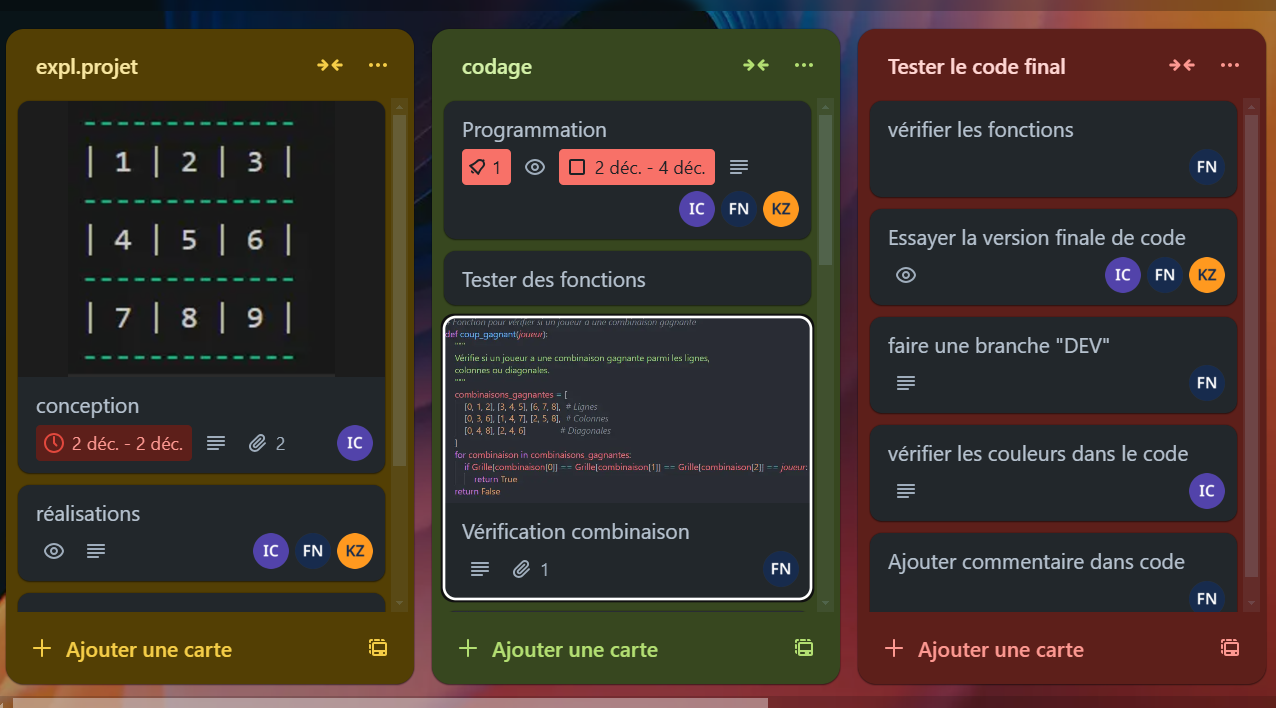 expl.projet
| 1 | 2 | 3 |
| 4 | 5 | 6 |
| 7 | 8 | 9 |
conception
2 déc. - 2 déc.
2
IC
réalisations
IC FN KZ
Ajouter une carte
codage
Programmation
1
2 déc. - 4 déc.
IC FN KZ
Tester des fonctions
Fonction pour vérifier si un joueur a une combinaison gagnante
def coup_gagnant(joueur):
"""
Vérifie si un joueur a une combinaison gagnante parmi les lignes,
colonnes ou diagonales.
"""
combinaisons_gagnantes = [
[0, 1, 2], [3, 4, 5], [6, 7, 8], # Lignes
[0, 3, 6], [1, 4, 7], [2, 5, 8], # Colonnes
[0, 4, 8], [2, 4, 6] # Diagonales
]
for combinaison in combinaisons_gagnantes:
if Grille[combinaison[0]] == Grille[combinaison[1]] == Grille[combinaison[2]] == joueur:
return True
return False
Vérification combinaison
1
FN
Ajouter une carte
Tester le code final
vérifier les fonctions
FN
Essayer la version finale de code
IC FN KZ
faire une branche "DEV"
FN
vérifier les couleurs dans le code
IC
Ajouter commentaire dans code
FN
Ajouter une carte